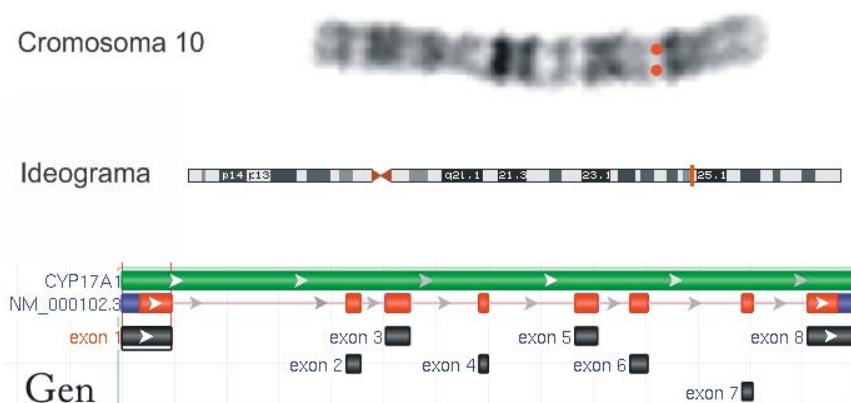 Cromosoma 10
Ideograma
p14 p13 q21.1 21.3 23.1 25.1
CYP17A1
NM_000102.3
exon 1 exon 3 exon 5 exon 8
exon 2 exon 4 exon 6
exon 7
Gen